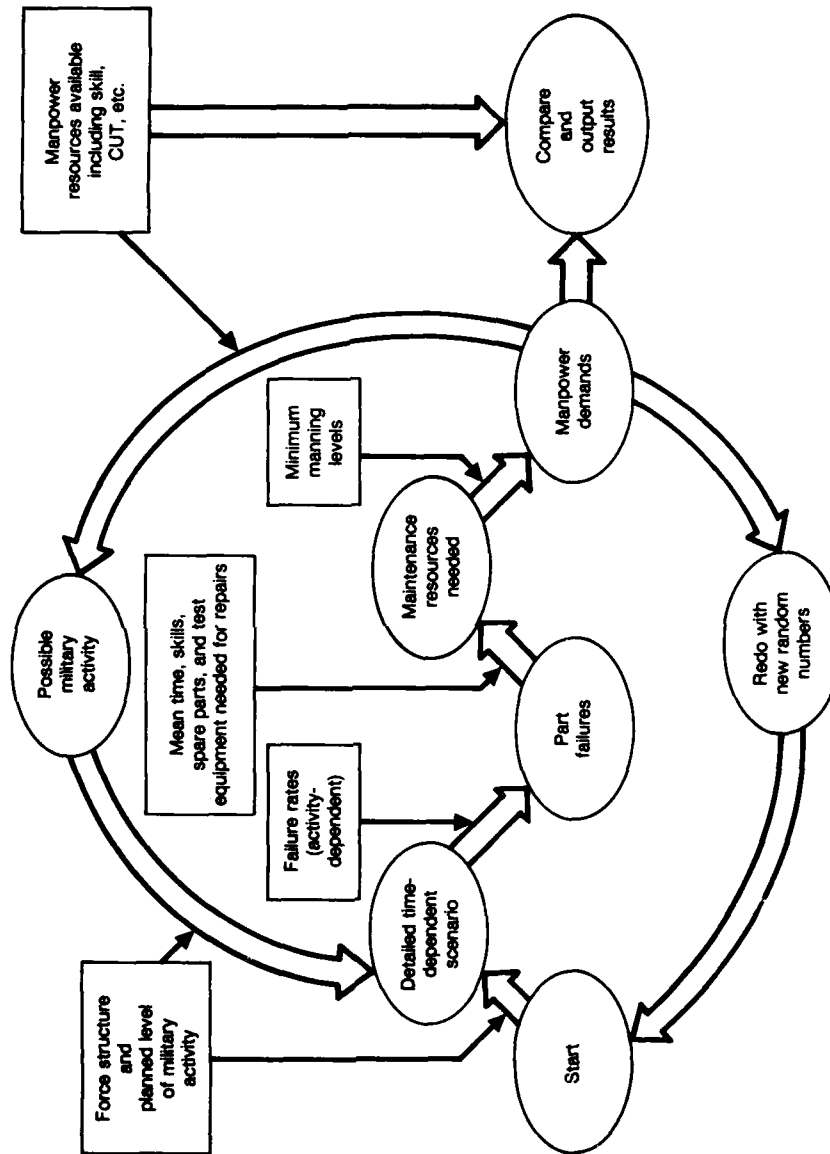 Force structure
and
planned level
of military
activity
Possible
military
activity
Manpower
resources available
including skill,
CUT, etc.
Mean time, skills,
spare parts, and test
equipment needed for repairs
Failure rates
(activity-
dependent)
Minimum
manning
levels
Detailed time-
dependent
scenario
Maintenance
resources
needed
Start
Part
failures
Manpower
demands
Compare
and
output
results
Redo with
new random
numbers